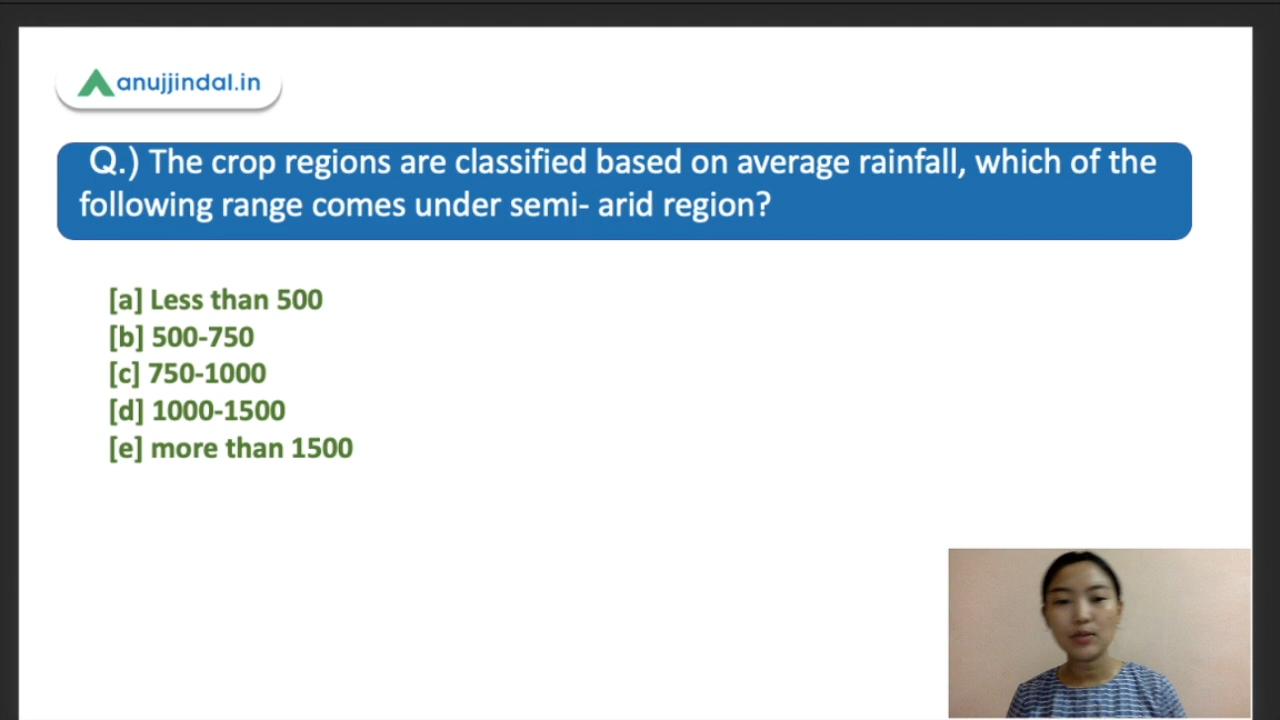 anujjindal.in
Q.) The crop regions are classified based on average rainfall, which of the
following range comes under semi- arid region?
[a] Less than 500
[b] 500-750
[c] 750-1000
[d] 1000-1500
[e] more than 1500